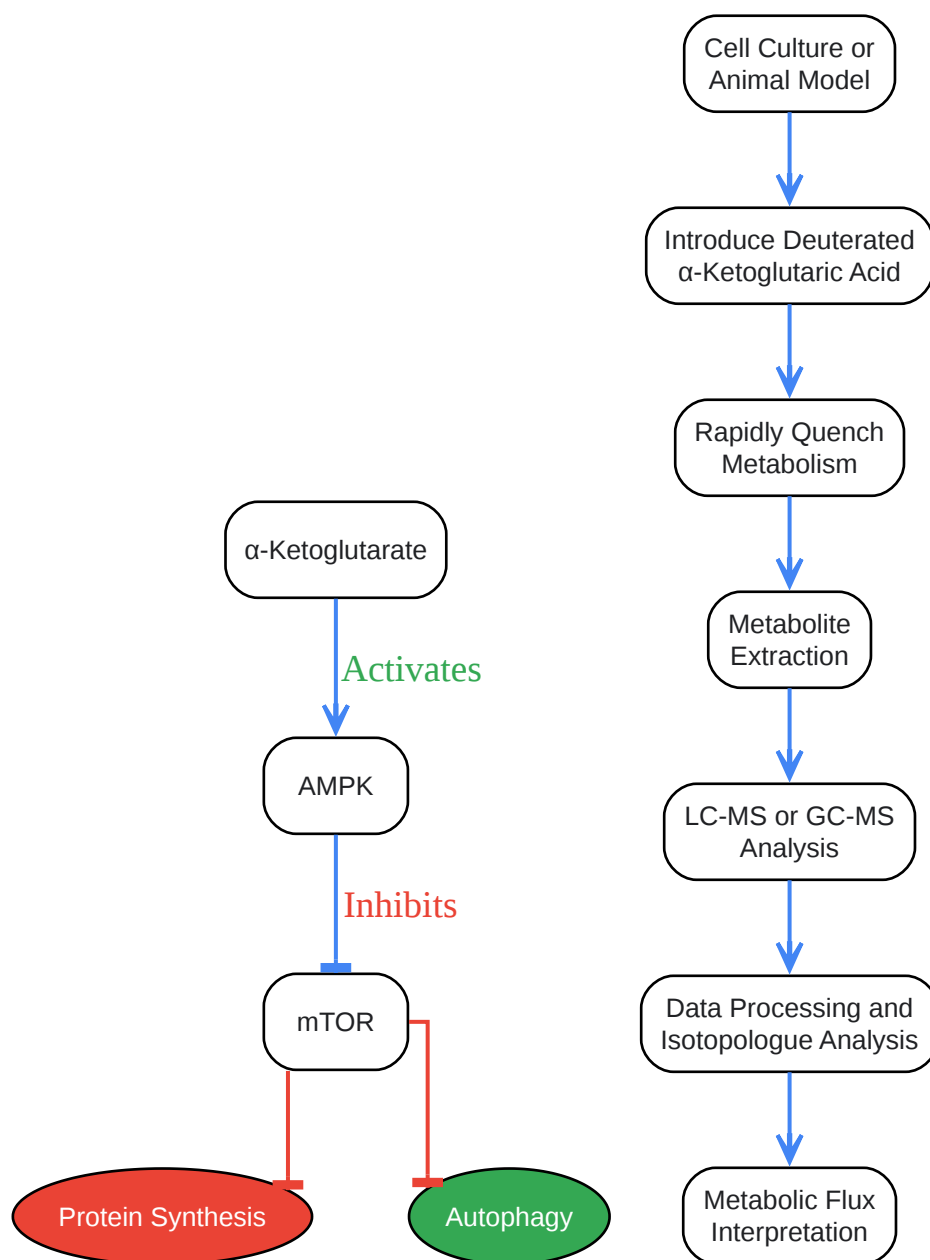 Cell Culture or
Animal Model
Introduce Deuterated
α-Ketoglutaric Acid
Rapidly Quench
Metabolism
α-Ketoglutarate
Metabolite
Extraction
Activates
AMPK
LC-MS or GC-MS
Analysis
Inhibits
mTOR
Data Processing and
Isotopologue Analysis
Protein Synthesis
Autophagy
Metabolic Flux
Interpretation